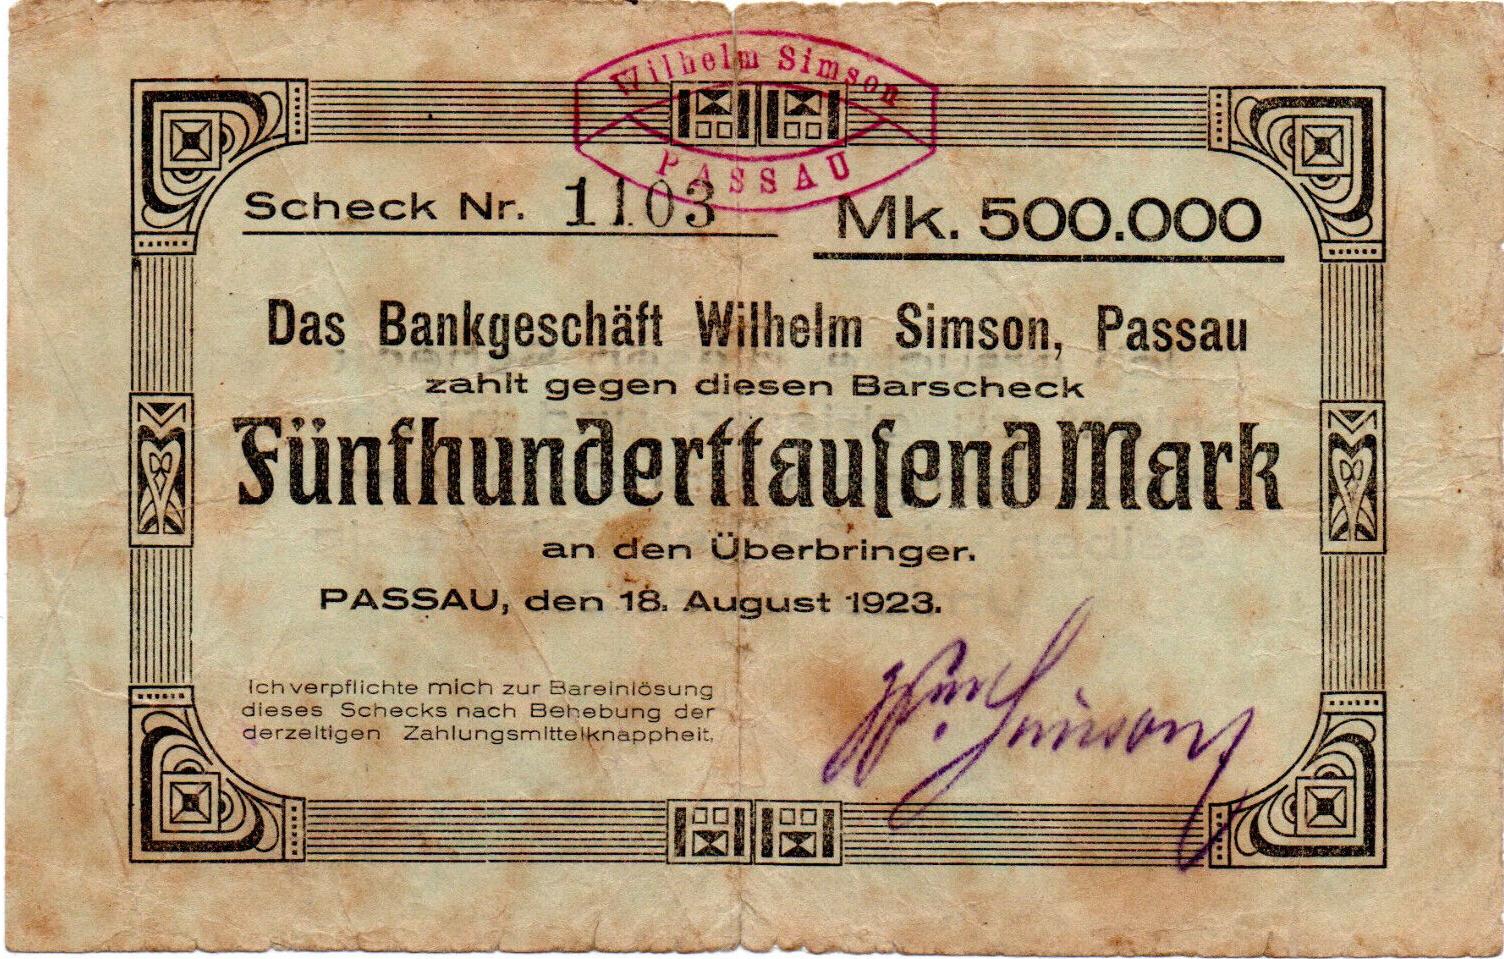 Wilhelm Simson
PASSAU
Scheck Nr. 1103
Mk. 500.000
Das Bankgeschäft Wilhelm Simson, Passau
zahlt gegen diesen Barscheck
Fünfhunderttauſend Mark
an den Überbringer.
PASSAU, den 18. August 1923.
Ich verpflichte mich zur Bareinlösung
dieses Schecks nach Behebung der
derzeitigen Zahlungsmittelknappheit.
Simson